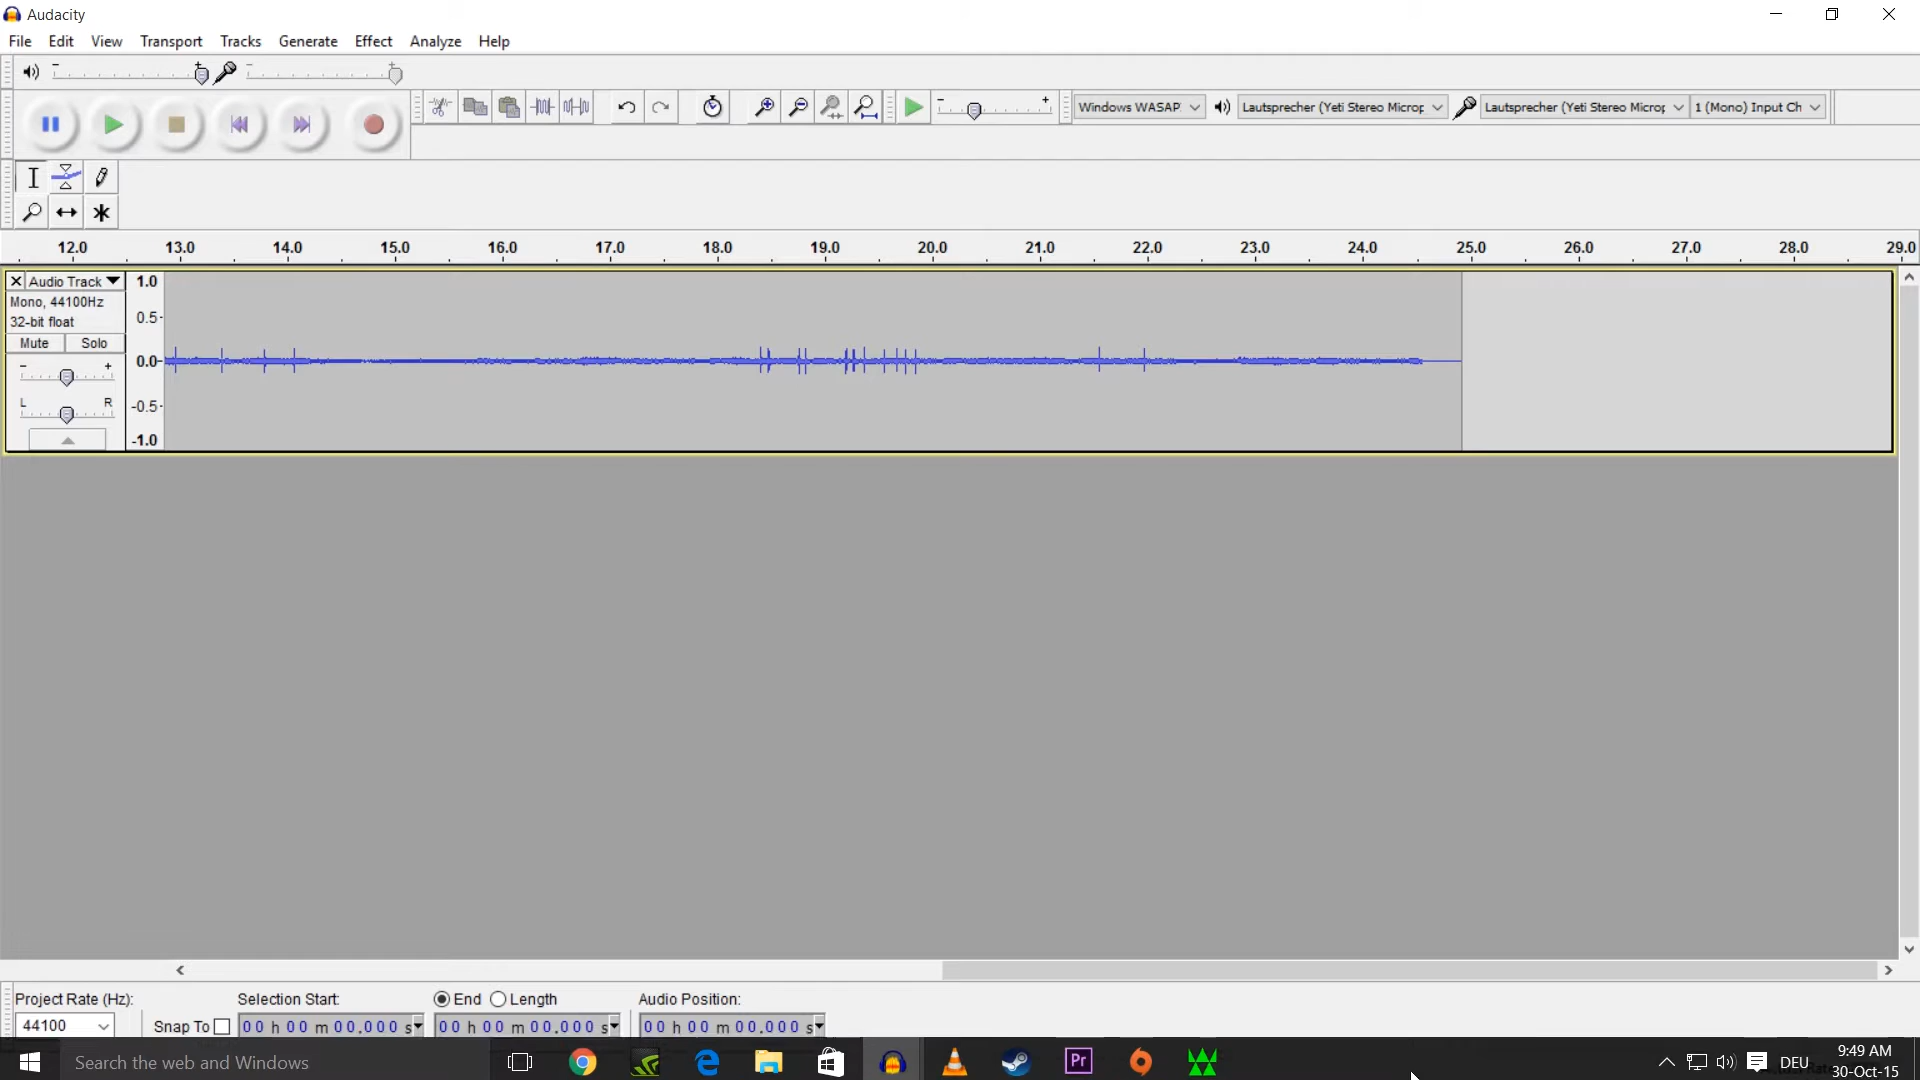 Audacity
File Edit View Transport Tracks Generate Effect Analyze Help
Windows WASAP Lautsprecher (Yeti Stereo Microp Lautsprecher (Yeti Stereo Microp 1 (Mono) Input Ch
12.0 13.0 14.0 15.0 16.0 17.0 18.0 19.0 20.0 21.0 22.0 23.0 24.0 25.0 26.0 27.0 28.0 29.0
Audio Track 1.0
Mono, 44100Hz
0.5
32-bit float
Mute Solo
0.0
- +
L R
-0.5
-1.0
Project Rate (Hz): Selection Start: End Length Audio Position:
44100 Snap To 00 h 00 m 00.000 s 00 h 00 m 00.000 s 00 h 00 m 00.000 s
Search the web and Windows Pr DEU 9:49 AM
30-Oct-15